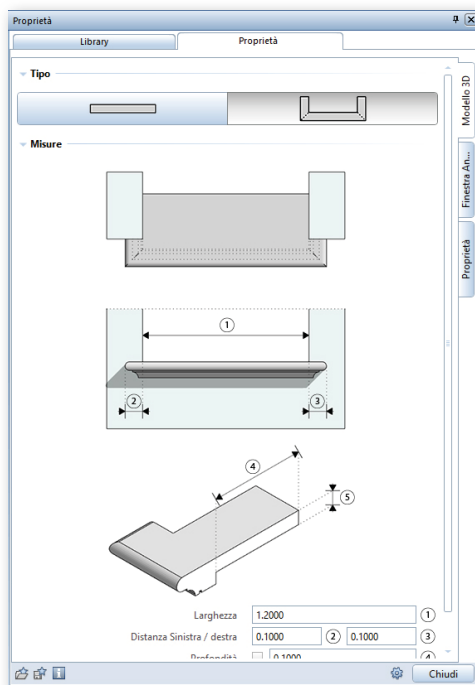 Proprietà
Library
Proprietà
Tipo
Misure
1
2
3
4
5
Larghezza 1.2000 1
Distanza Sinistra / destra 0.1000 2 0.1000 3
Profondità 0.1000 4
Modello 3D
Finestra An...
Proprietà
Chiudi